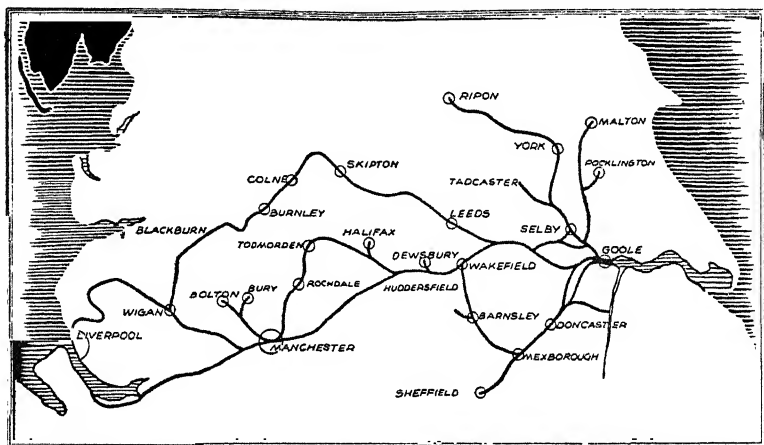 RIPON
MALTON
YORK
POCKLINGTON
SKIPTON
COLNE
TADCASTER
BURNLEY
LEEDS
SELBY
BLACKBURN
HALIFAX
TODMORDEN
DEWSBURY
GOOLE
WAKEFIELD
HUDDERSFIELD
ROCKDALE
BURY
BOLTON
WIGAN
BARNSLEY
DONCASTER
LIVERPOOL
MANCHESTER
MEXBOROUGH
SHEFFIELD